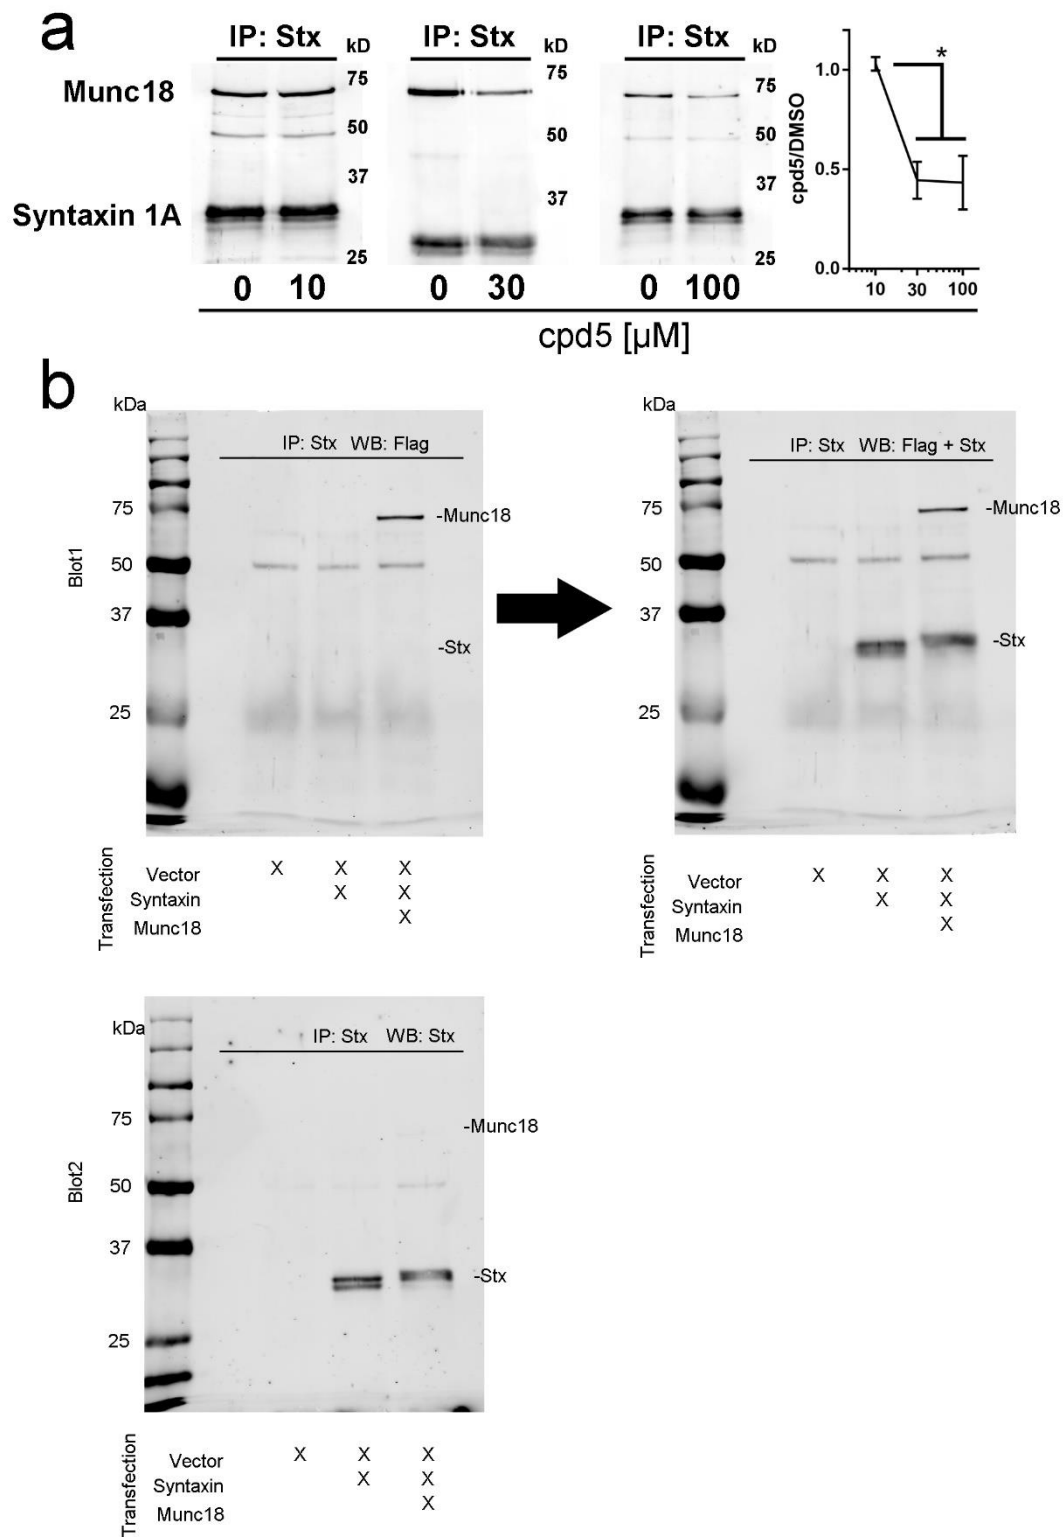 a
IP: Stx
kD
IP: Stx
kD
IP: Stx
kD
Munc18
Syntaxin 1A
75
50
37
25
75
50
37
75
50
37
25
0 10
0 30
0 100
cpd5 [µM]
cpd5/DMSO
1.0
0.5
0.0
*
10 30 100
b
kDa
IP: Stx WB: Flag
75
50
37
25
-Munc18
-Stx
Blot1
Transfection
Vector X X X
Syntaxin X X
Munc18 X
kDa
IP: Stx WB: Flag + Stx
75
50
37
25
-Munc18
-Stx
Transfection
Vector X X X
Syntaxin X X
Munc18 X
kDa
IP: Stx WB: Stx
75
50
37
25
-Munc18
-Stx
Blot2
Transfection
Vector X X X
Syntaxin X X
Munc18 X